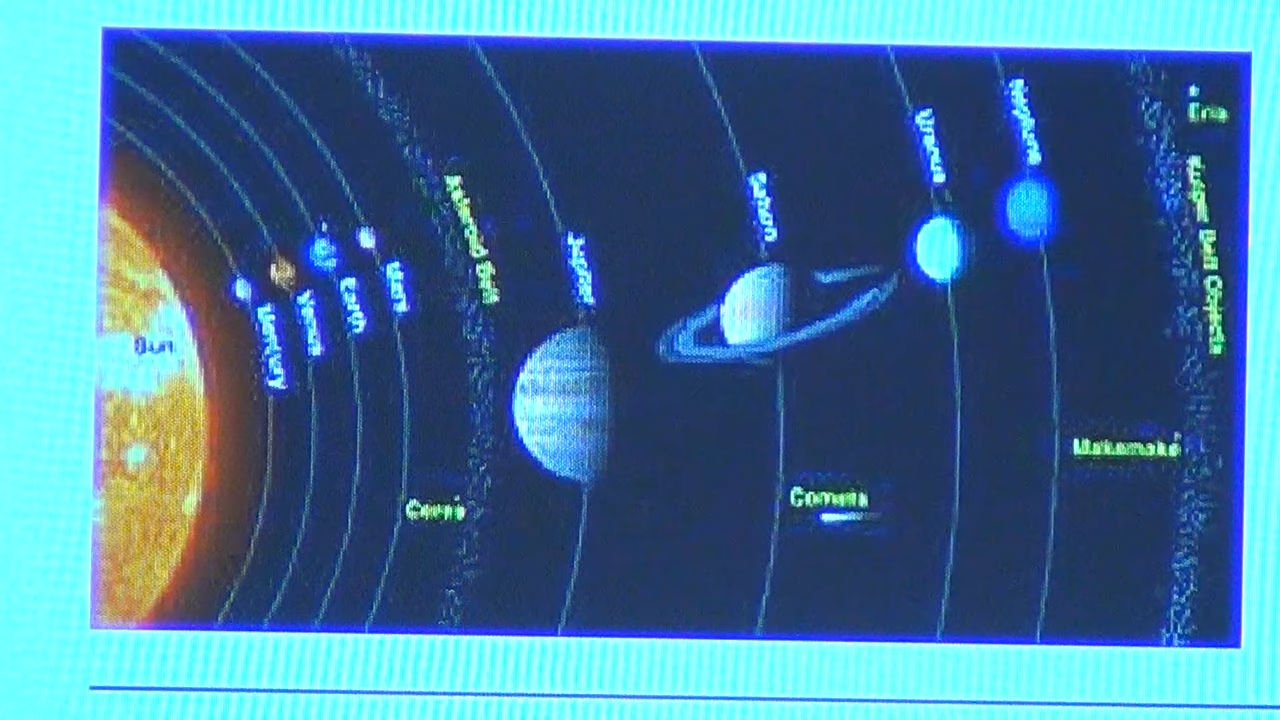 Sun
Mercury
Venus
Earth
Mars
Asteroid Belt
Ceres
Jupiter
Saturn
Comets
Uranus
Neptune
Makemake
Eris
Kuiper Belt Objects